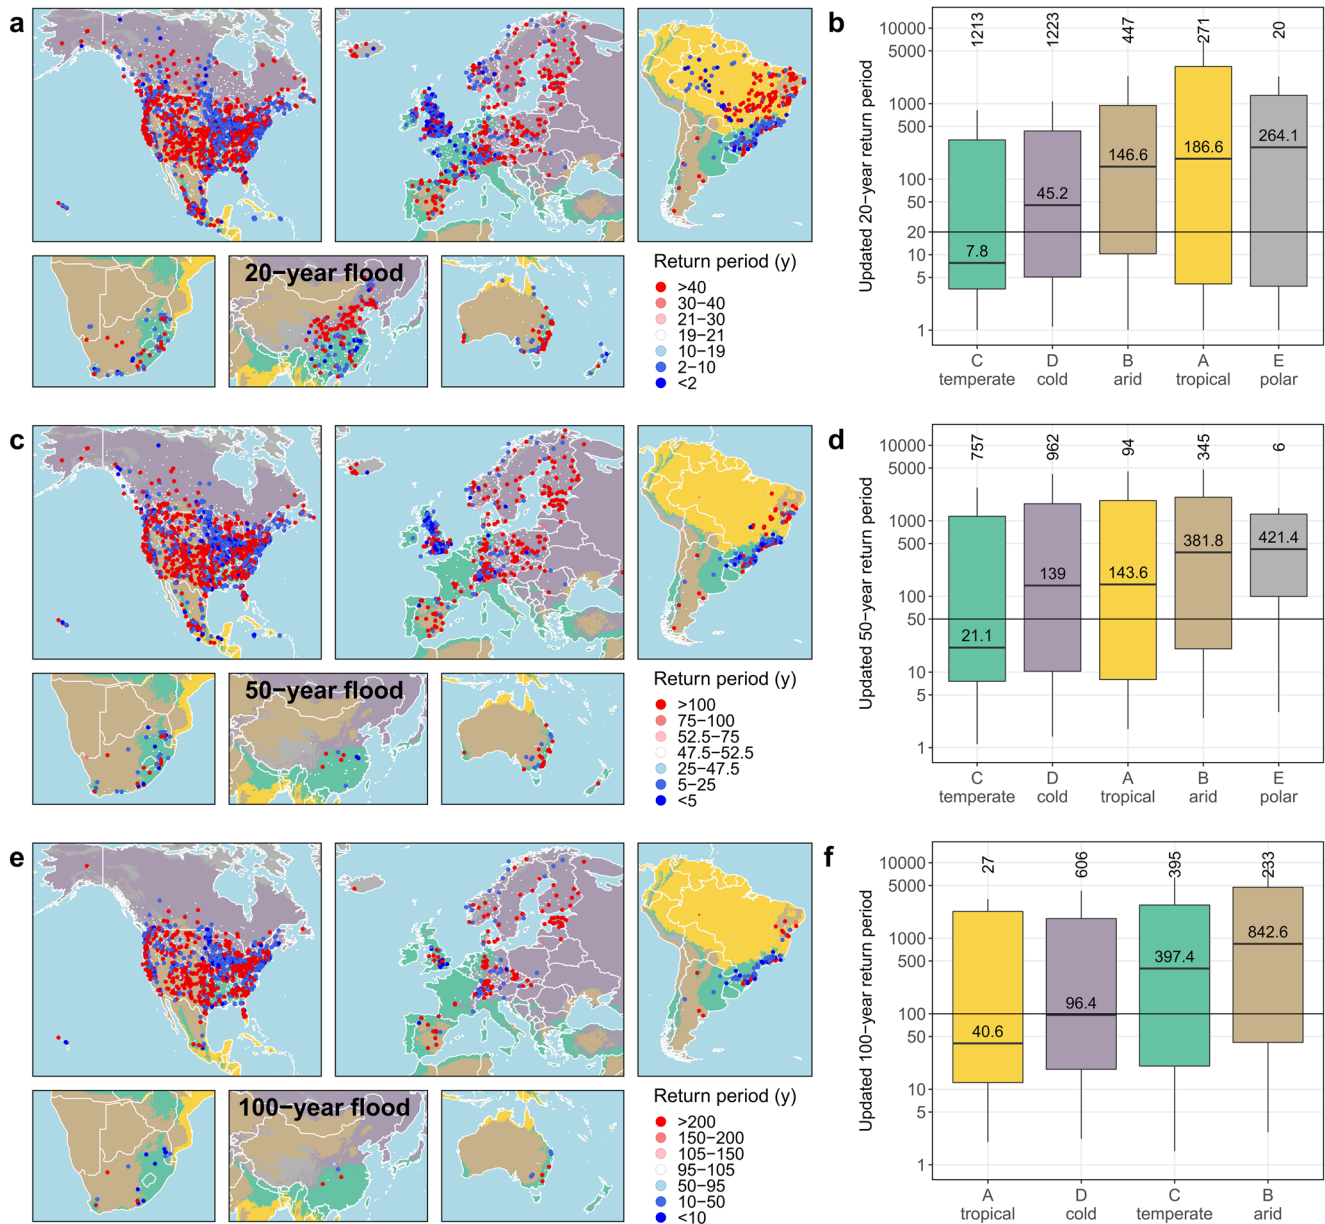 a
20−year flood
Return period (y)
>40
30−40
21−30
19−21
10−19
2−10
<2
b
Updated 20−year return period
10000
5000
1000
500
100
50
20
10
5
1
1213
1223
447
271
20
7.8
45.2
146.6
186.6
264.1
C
temperate
D
cold
B
arid
A
tropical
E
polar
c
50−year flood
Return period (y)
>100
75−100
52.5−75
47.5−52.5
25−47.5
5−25
<5
d
Updated 50−year return period
10000
5000
1000
500
100
50
10
5
1
757
962
94
345
6
21.1
139
143.6
381.8
421.4
C
temperate
D
cold
A
tropical
B
arid
E
polar
e
100−year flood
Return period (y)
>200
150−200
105−150
95−105
50−95
10−50
<10
f
Updated 100−year return period
10000
5000
1000
500
100
50
10
5
1
27
606
395
233
40.6
96.4
397.4
842.6
A
tropical
D
cold
C
temperate
B
arid